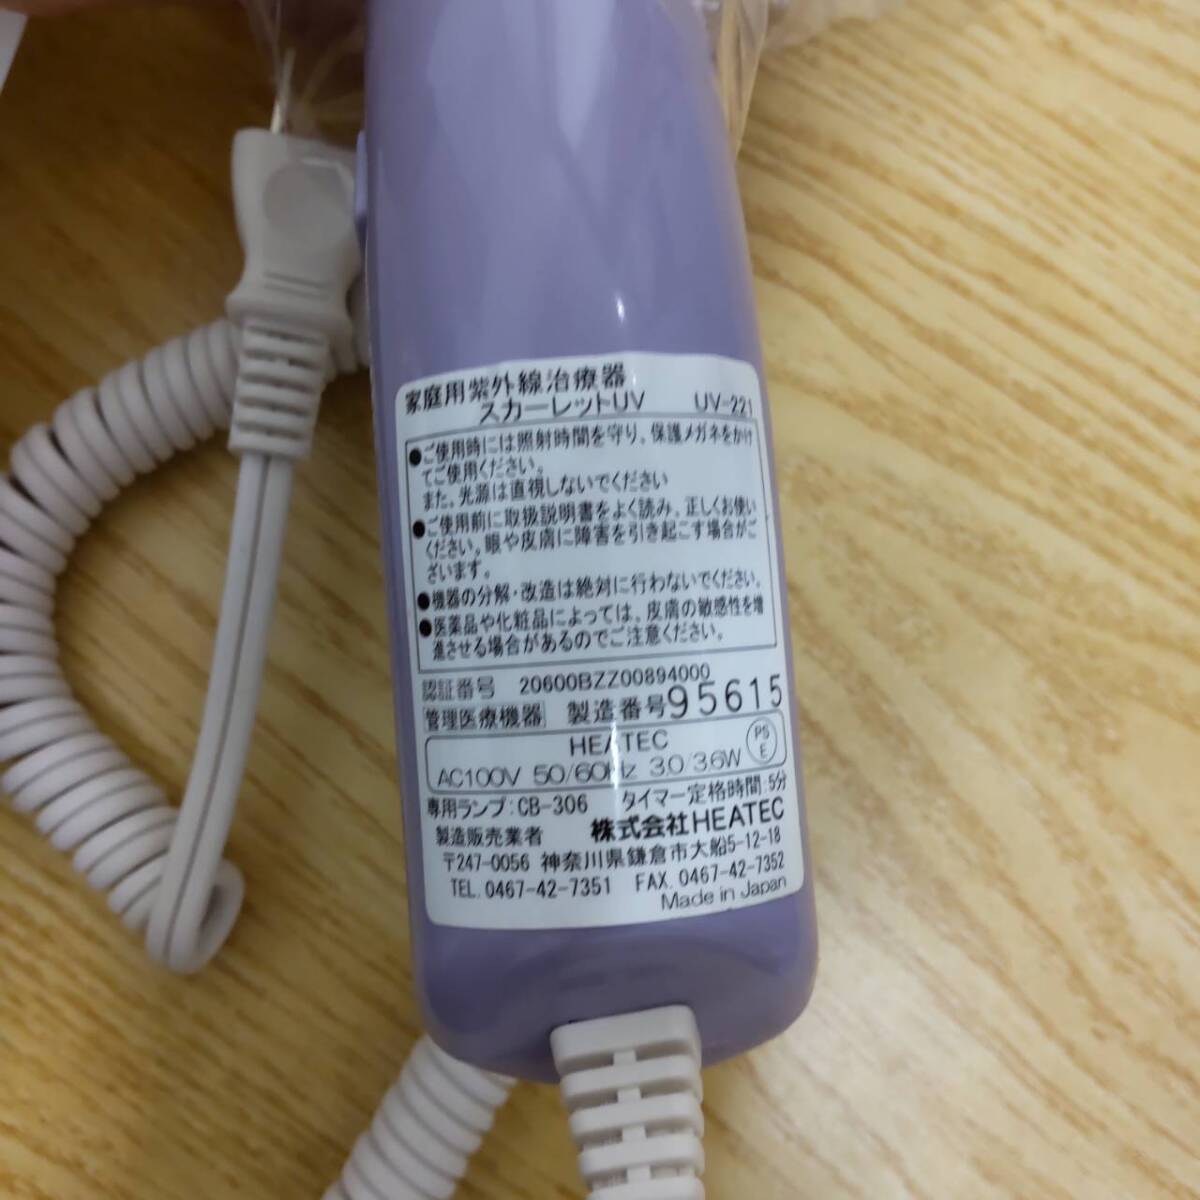 家庭用紫外線治療器
スカーレットUV UV-221
●ご使用時には照射時間を守り、保護メガネをかけ
てご使用ください。
また、光源は直視しないでください
●ご使用前に取扱説明書をよく読み、正しくお使い
ください。眼や皮膚に障害を引き起こす場合がご
ざいます。
●機器の分解・改造は絶対に行わないでください。
●医薬品や化粧品によっては、皮膚の敏感性を増
進させる場合があるのでご注意ください。
認証番号 20600BZZ00894000
管理医療機器 製造番号95615
HEATEC
AC100V 50/60Hz 3.0/3.6W PSE
専用ランプ:CB-306 タイマー定格時間:5分
製造販売業者 株式会社HEATEC
〒247-0056 神奈川県鎌倉市大船5-12-18
TEL. 0467-42-7351 FAX. 0467-42-7352
Made in Japan